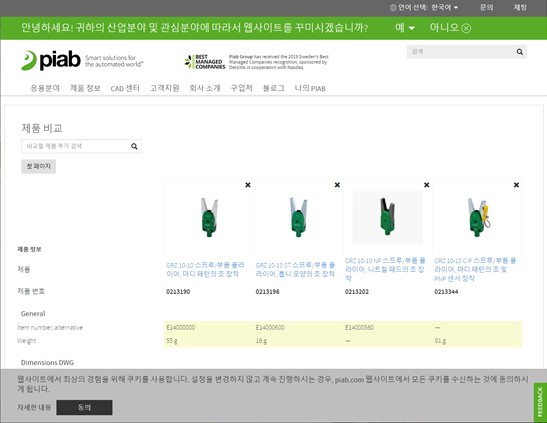 언어 선택: 한국어 문의 채팅
안녕하세요! 귀하의 산업분야 및 관심분야에 따라서 웹사이트를 꾸미시겠습니까? 예 아니오
piab Smart solutions for the automated world™
BEST MANAGED COMPANIES
Piab Group has received the 2019 Sweden's Best
Managed Companies recognition, sponsored by
Deloitte in cooperation with Nasdaq.
검색
응용분야 제품 정보 CAD 센터 고객지원 회사 소개 구입처 블로그 나의 PIAB
제품 비교
비교할 제품 추가 검색
첫 페이지
제품 정보
제품
GRZ 10-10 스프루/부품 플라이어, 마디 패턴의 조 장착
GRZ 10-10 ST 스프루/부품 플라이어, 톱니 모양의 조 장착
GRZ 10-10 NP 스프루/부품 플라이어, 니트릴 패드의 조 장착
GRZ 10-10 C-P 스프루/부품 플라이어, 마디 패턴의 조 및 PNP 센서 장착
제품 번호 0213190 0213196 0213202 0213344
General
Item number, alternative E14000000 E14000600 E14000560 —
Weight 55 g 16 g — 81 g
Dimensions DWG
웹사이트에서 최상의 경험을 위해 쿠키를 사용합니다. 설정을 변경하지 않고 계속 진행하시는 경우, piab.com 웹사이트에서 모든 쿠키를 수신하는 것에 동의하시
게 됩니다.
자세한 내용 동의
FEEDBACK